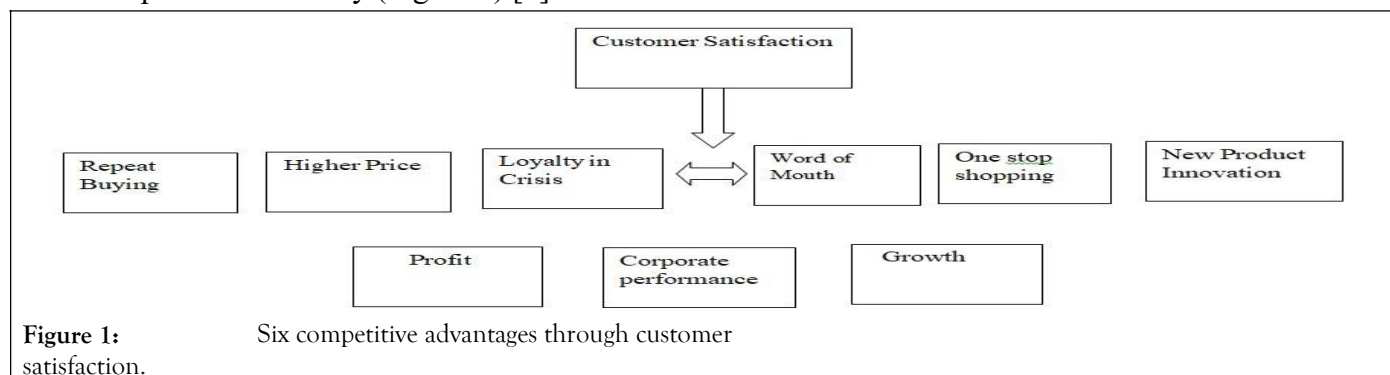 Customer Satisfaction
Repeat
Buying
Higher Price
Loyalty in
Crisis
Word of
Mouth
One stop
shopping
New Product
Innovation
Profit
Corporate
performance
Growth
Figure 1: Six competitive advantages through customer
satisfaction.